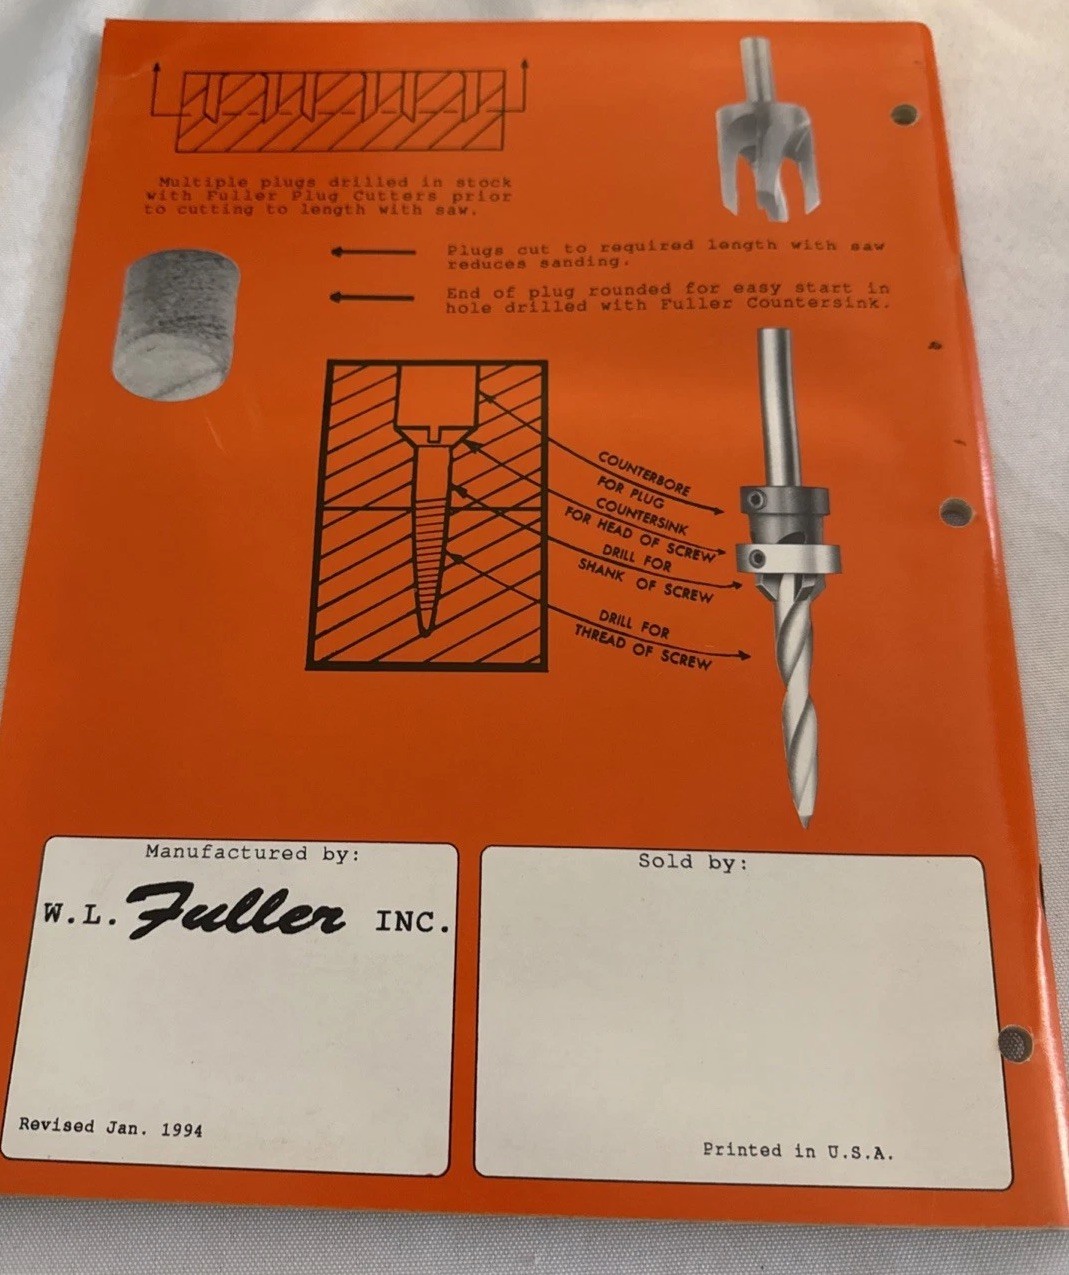 Multiple plugs drilled in stock
with Fuller Plug Cutters prior
to cutting to length with saw.
Plugs cut to required length with saw
reduces sanding.
End of plug rounded for easy start in
hole drilled with Fuller Countersink.
COUNTERBORE
FOR PLUG
COUNTERSINK
FOR HEAD OF SCREW
DRILL FOR
SHANK OF SCREW
DRILL FOR
THREAD OF SCREW
Manufactured by:
W.L. Fuller INC.
Revised Jan. 1994
Sold by:
Printed in U.S.A.